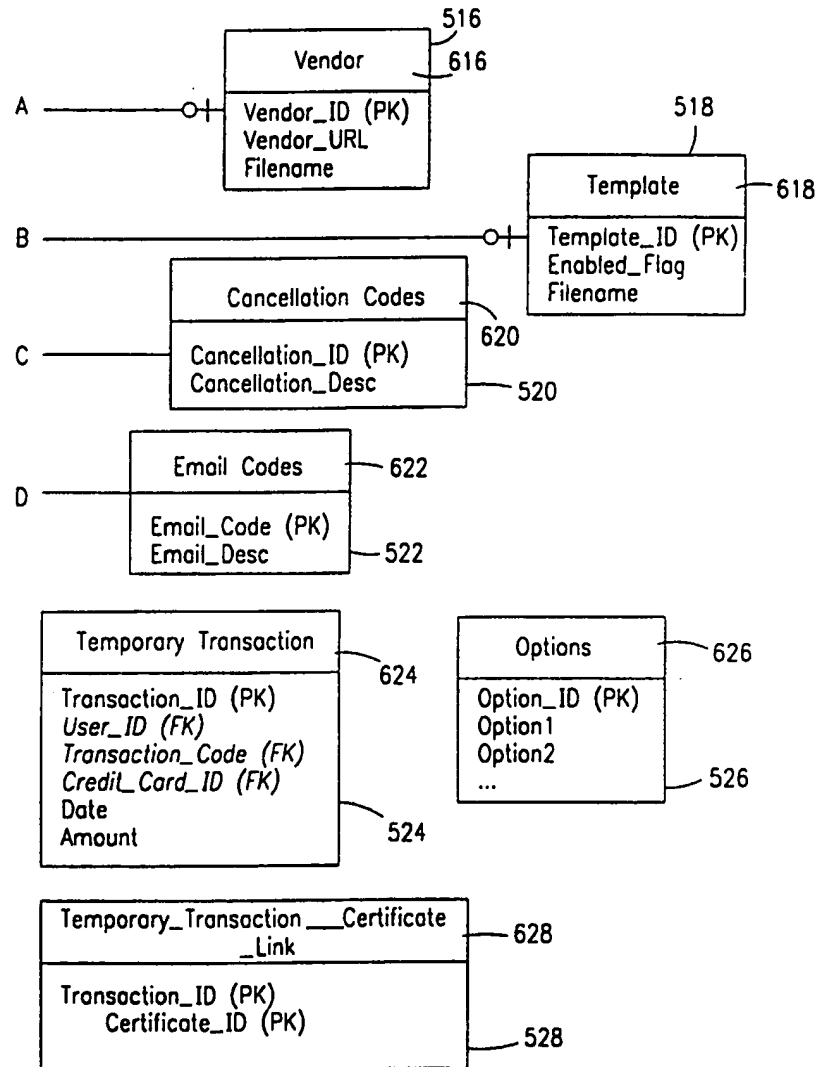 516
Vendor
616
A
Vendor_ID (PK)
Vendor_URL
Filename
518
Template
618
B
Template_ID (PK)
Enabled_Flag
Filename
Cancellation Codes
620
C
Cancellation_ID (PK)
Cancellation_Desc
520
Email Codes
622
D
Email_Code (PK)
Email_Desc
522
Temporary Transaction
624
Transaction_ID (PK)
User_ID (FK)
Transaction_Code (FK)
Credit_Card_ID (FK)
Date
Amount
524
Options
626
Option_ID (PK)
Option1
Option2
...
526
Temporary_Transaction___Certificate
_Link
628
Transaction_ID (PK)
Certificate_ID (PK)
528